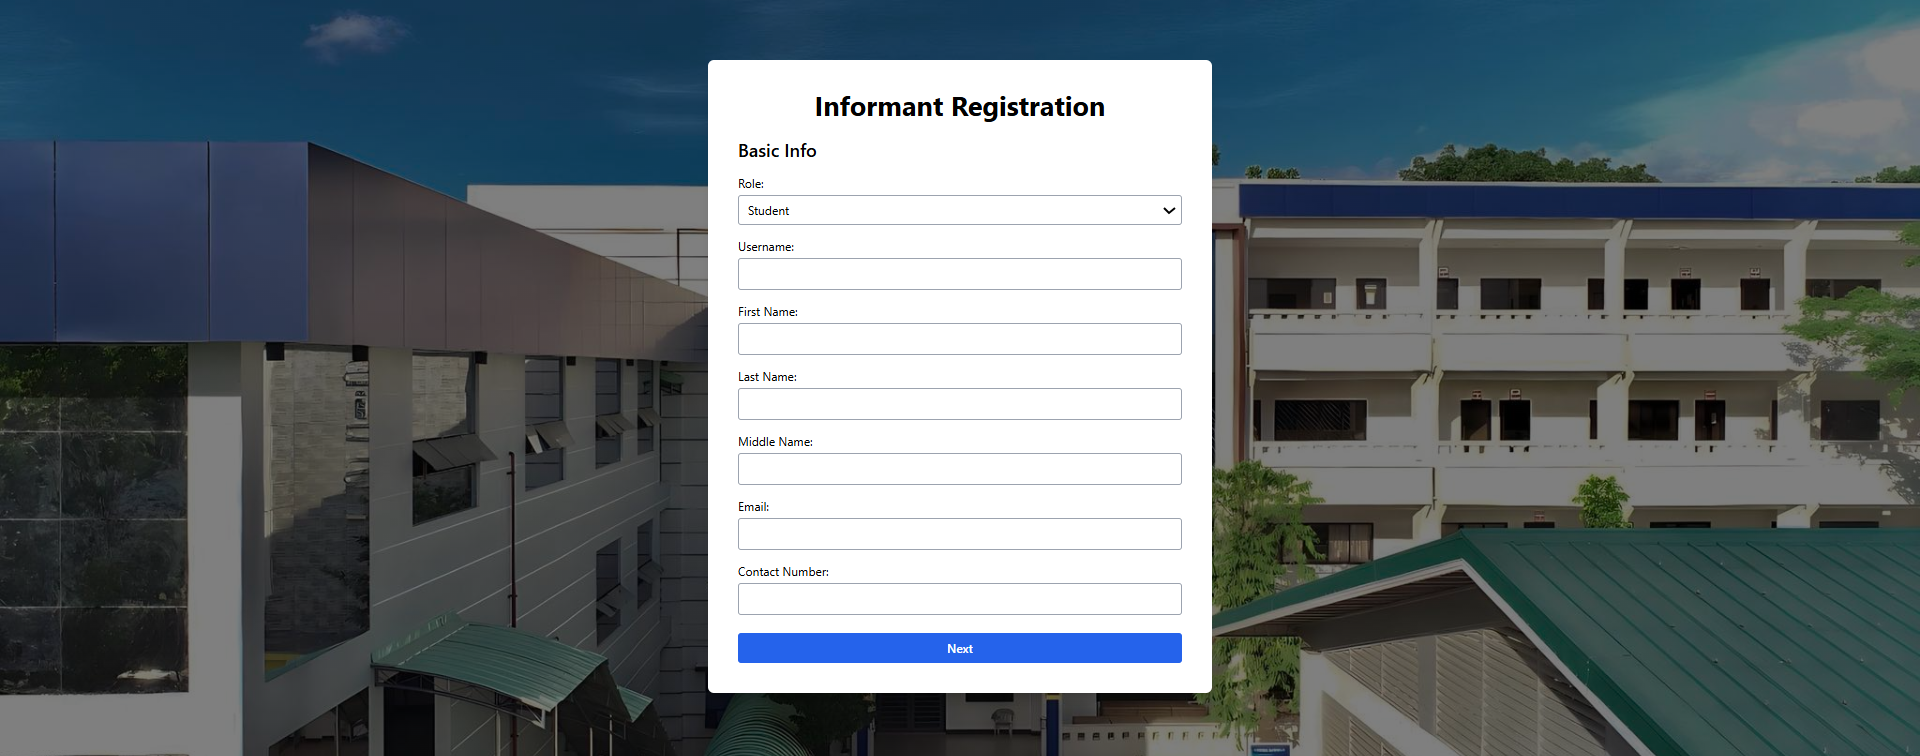 Informant Registration
Basic Info
Role:
Student
Username:
First Name:
Last Name:
Middle Name:
Email:
Contact Number:
Next